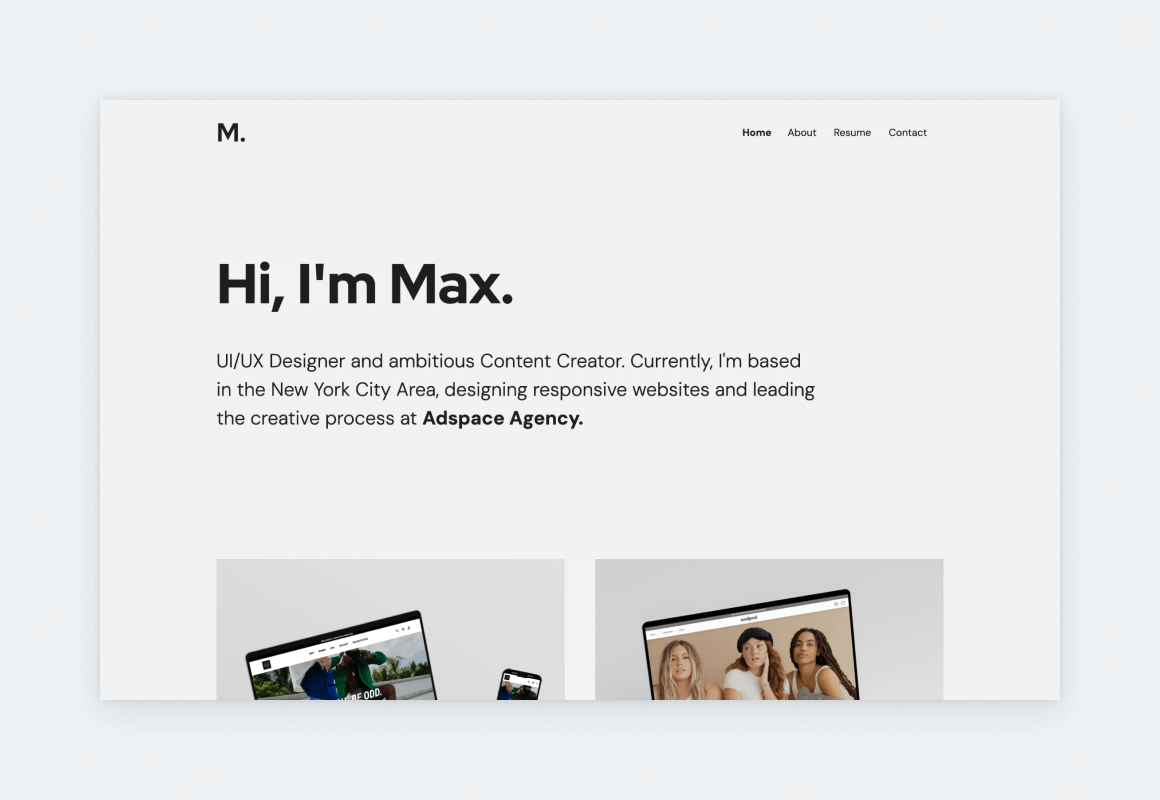 M.
Home About Resume Contact
Hi, I'm Max.
UI/UX Designer and ambitious Content Creator. Currently, I'm based
in the New York City Area, designing responsive websites and leading
the creative process at Adspace Agency.
BE ODD.